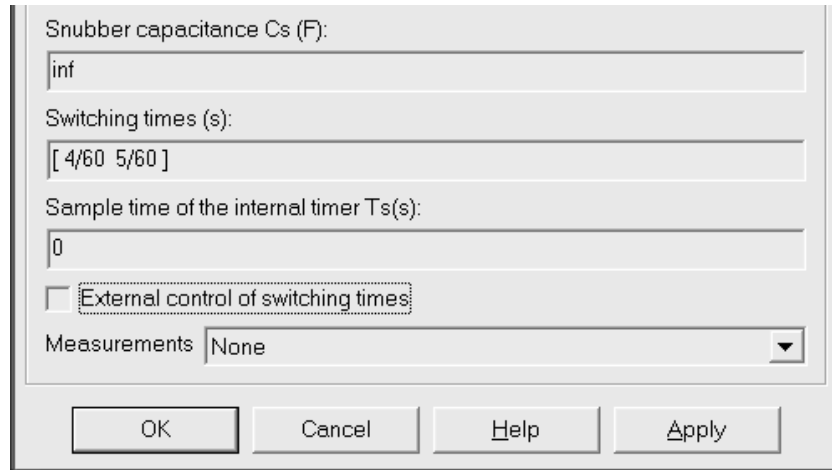 Snubber capacitance Cs (F):
inf
Switching times (s):
[ 4/60 5/60 ]
Sample time of the internal timer Ts(s):
0
External control of switching times
Measurements None
OK Cancel Help Apply